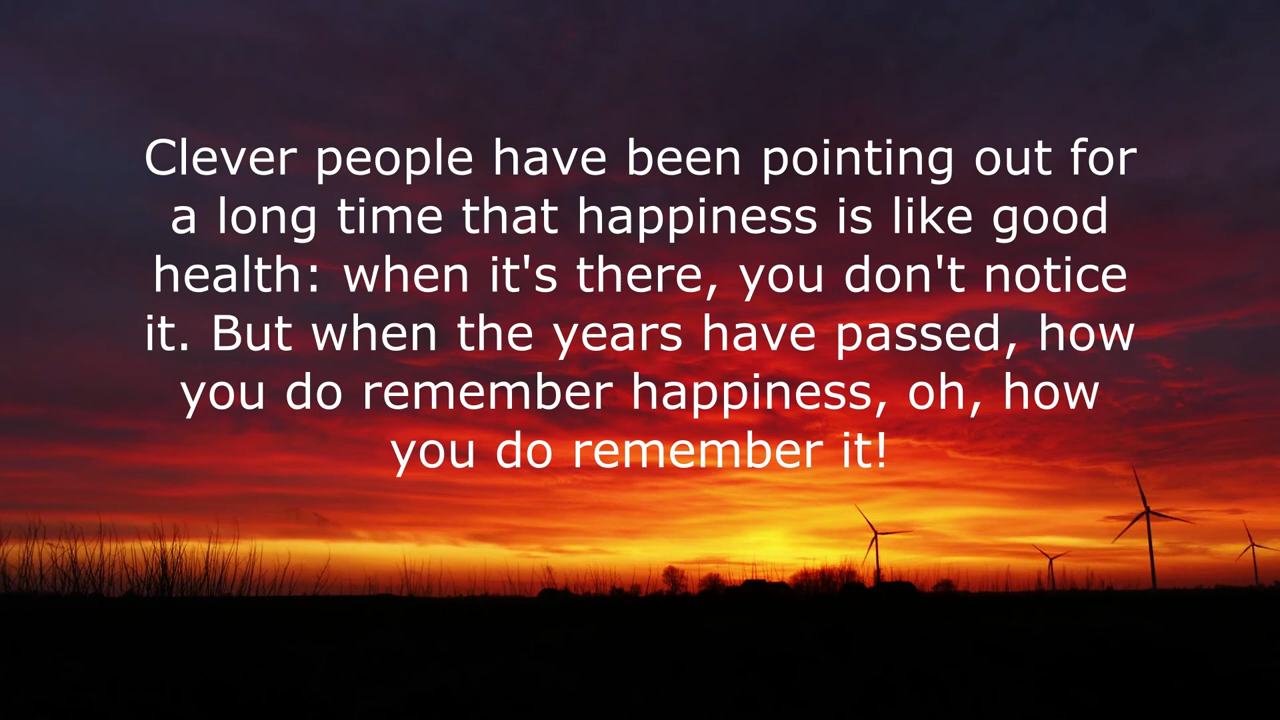 Clever people have been pointing out for
a long time that happiness is like good
health: when it's there, you don't notice
it. But when the years have passed, how
you do remember happiness, oh, how
you do remember it!